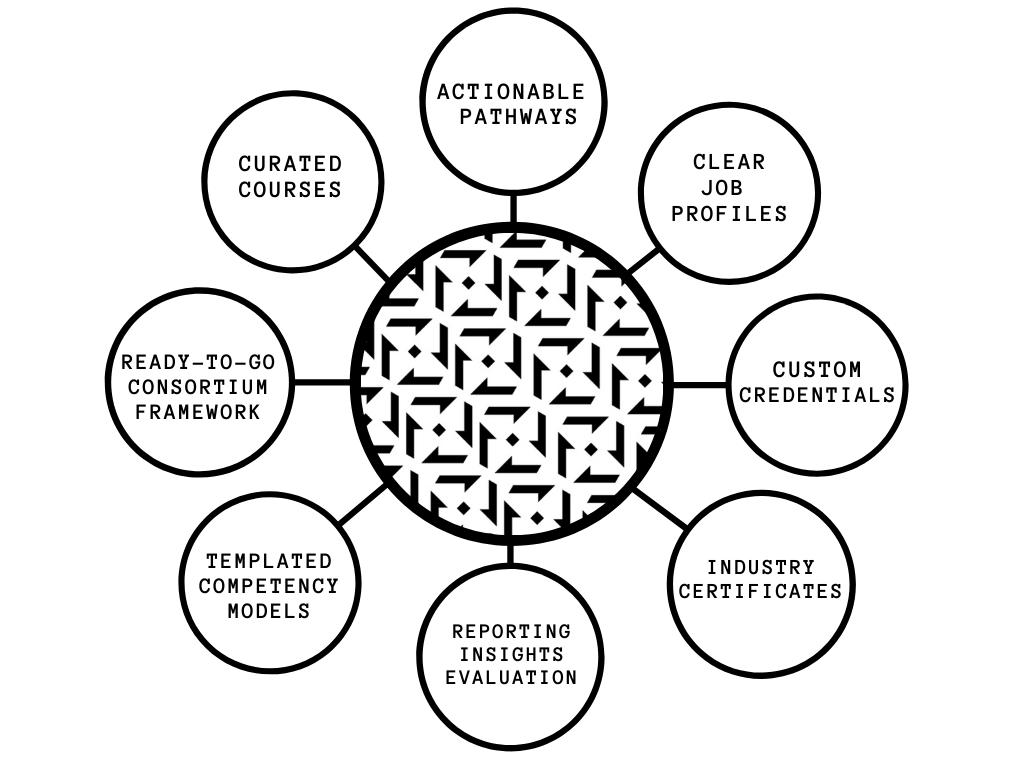 ACTIONABLE
PATHWAYS
CLEAR
JOB
PROFILES
CUSTOM
CREDENTIALS
INDUSTRY
CERTIFICATES
REPORTING
INSIGHTS
EVALUATION
TEMPLATED
COMPETENCY
MODELS
READY-TO-GO
CONSORTIUM
FRAMEWORK
CURATED
COURSES